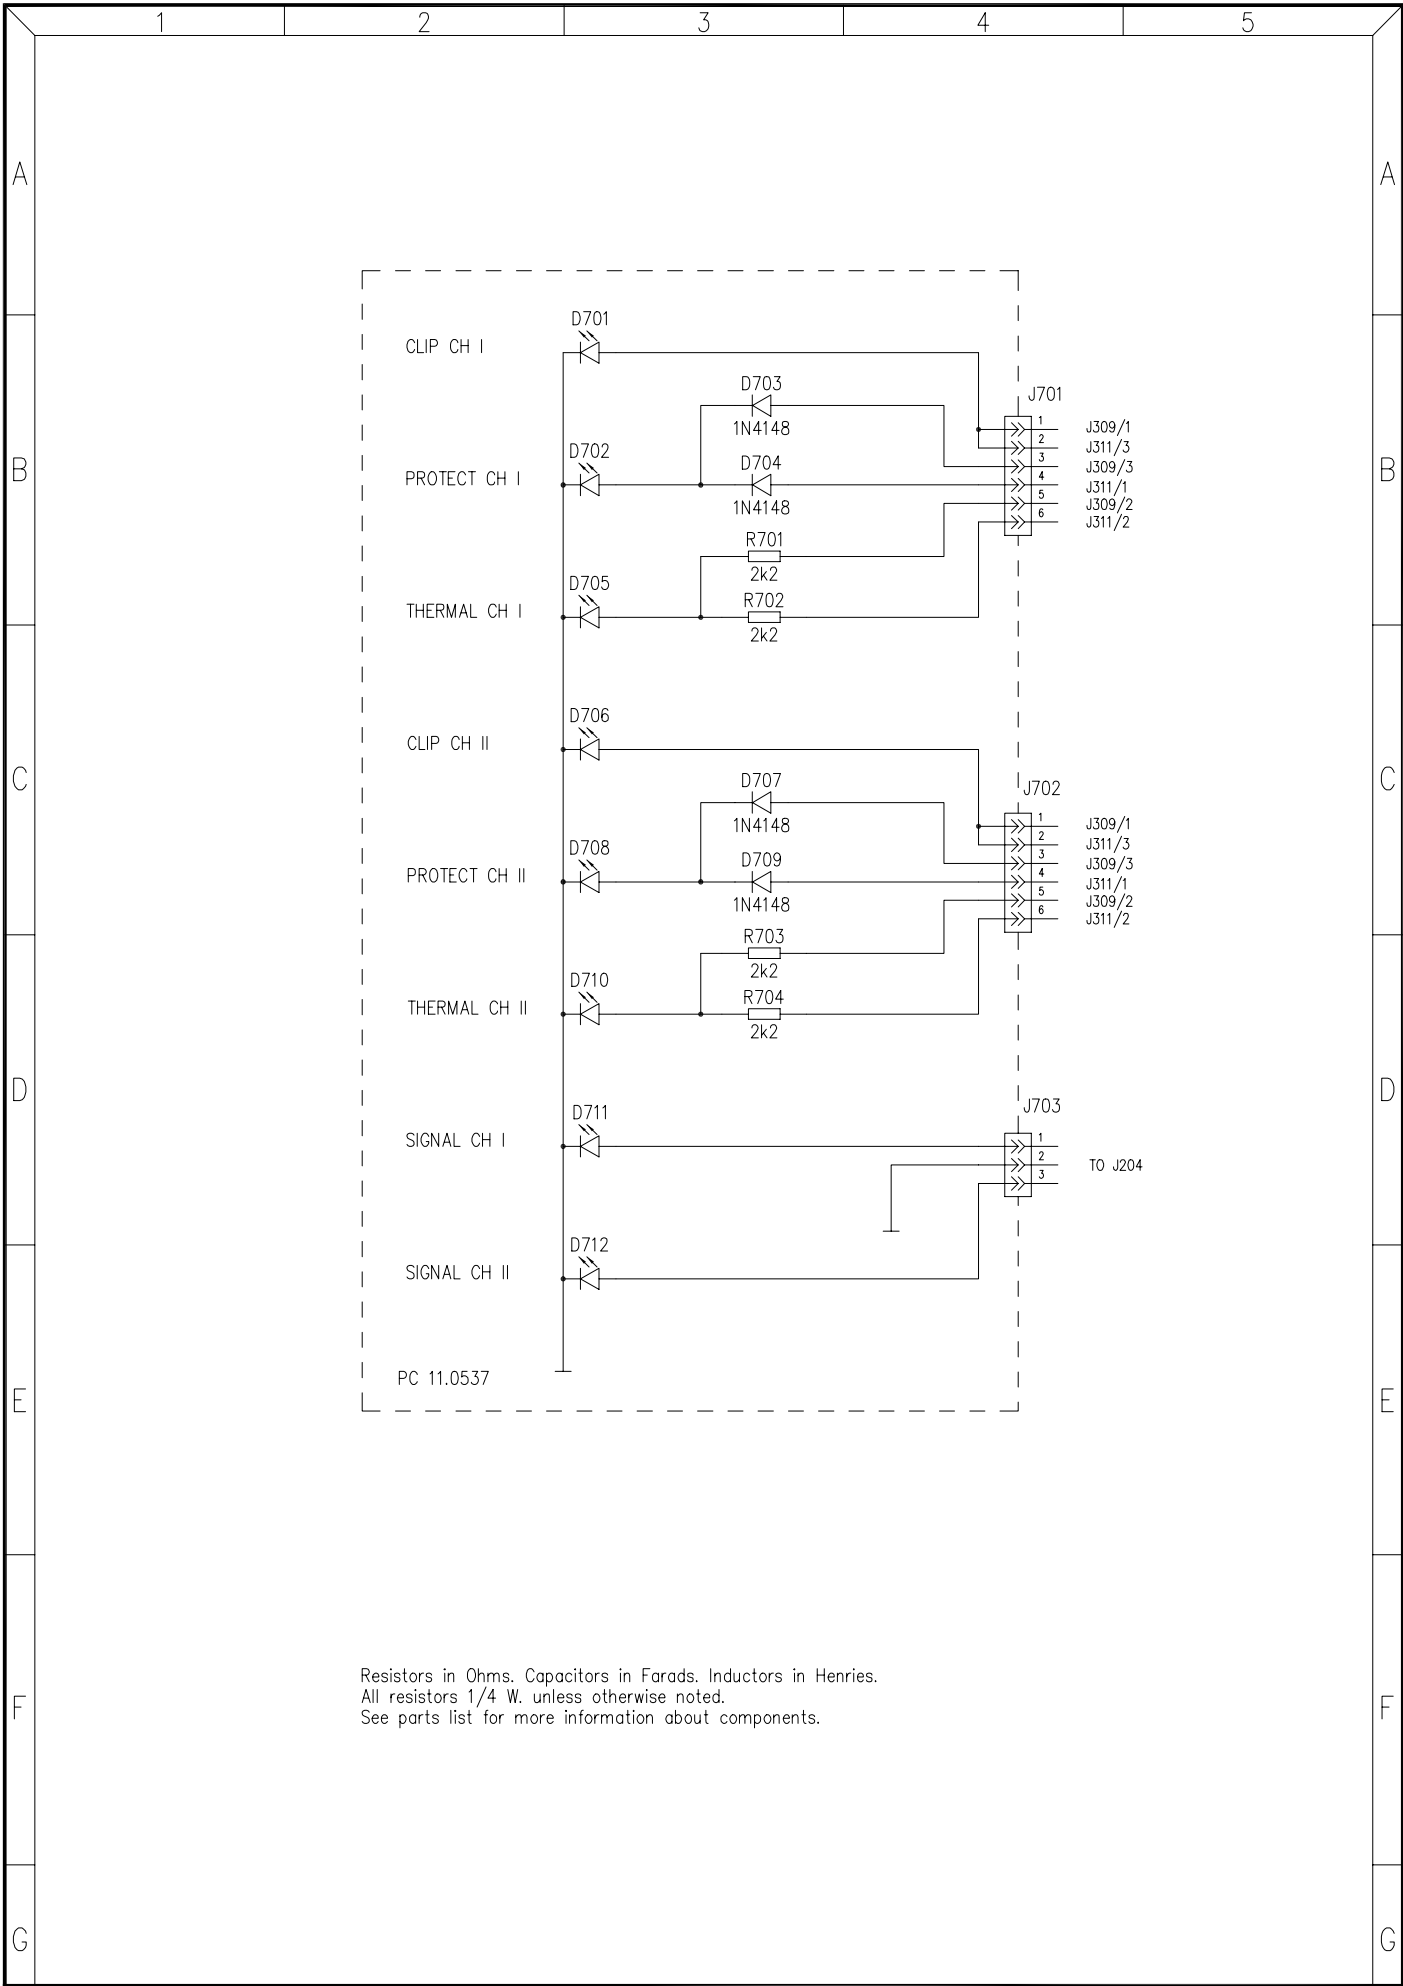 1 2 3 4 5
A A
D701
CLIP CH I
D703
J701
1N4148
1 J309/1
2 J311/3
3 J309/3
4 J311/1
5 J309/2
6 J311/2
B B
D702
D704
PROTECT CH I
1N4148
R701
2k2
D705
R702
THERMAL CH I
2k2
D706
CLIP CH II
C C
D707
J702
1N4148
1 J309/1
2 J311/3
3 J309/3
4 J311/1
5 J309/2
6 J311/2
D708
D709
PROTECT CH II
1N4148
R703
2k2
D710
R704
THERMAL CH II
2k2
D D
J703
D711
SIGNAL CH I
1
2 TO J204
3
D712
SIGNAL CH II
PC 11.0537
E E
Resistors in Ohms. Capacitors in Farads. Inductors in Henries.
All resistors 1/4 W. unless otherwise noted.
See parts list for more information about components.
F F
G G